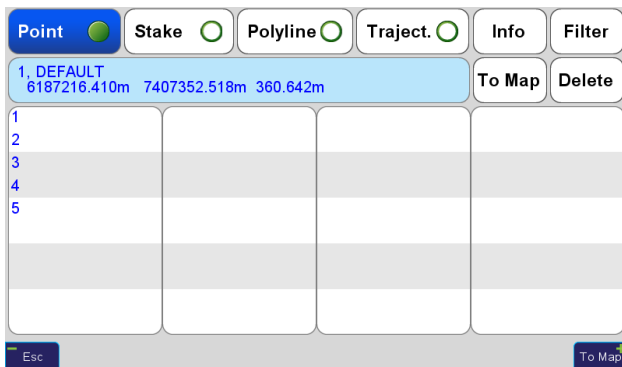 Point Stake Polyline Traject. Info Filter
1, DEFAULT
6187216.410m 7407352.518m 360.642m
To Map Delete
1
2
3
4
5
Esc To Map